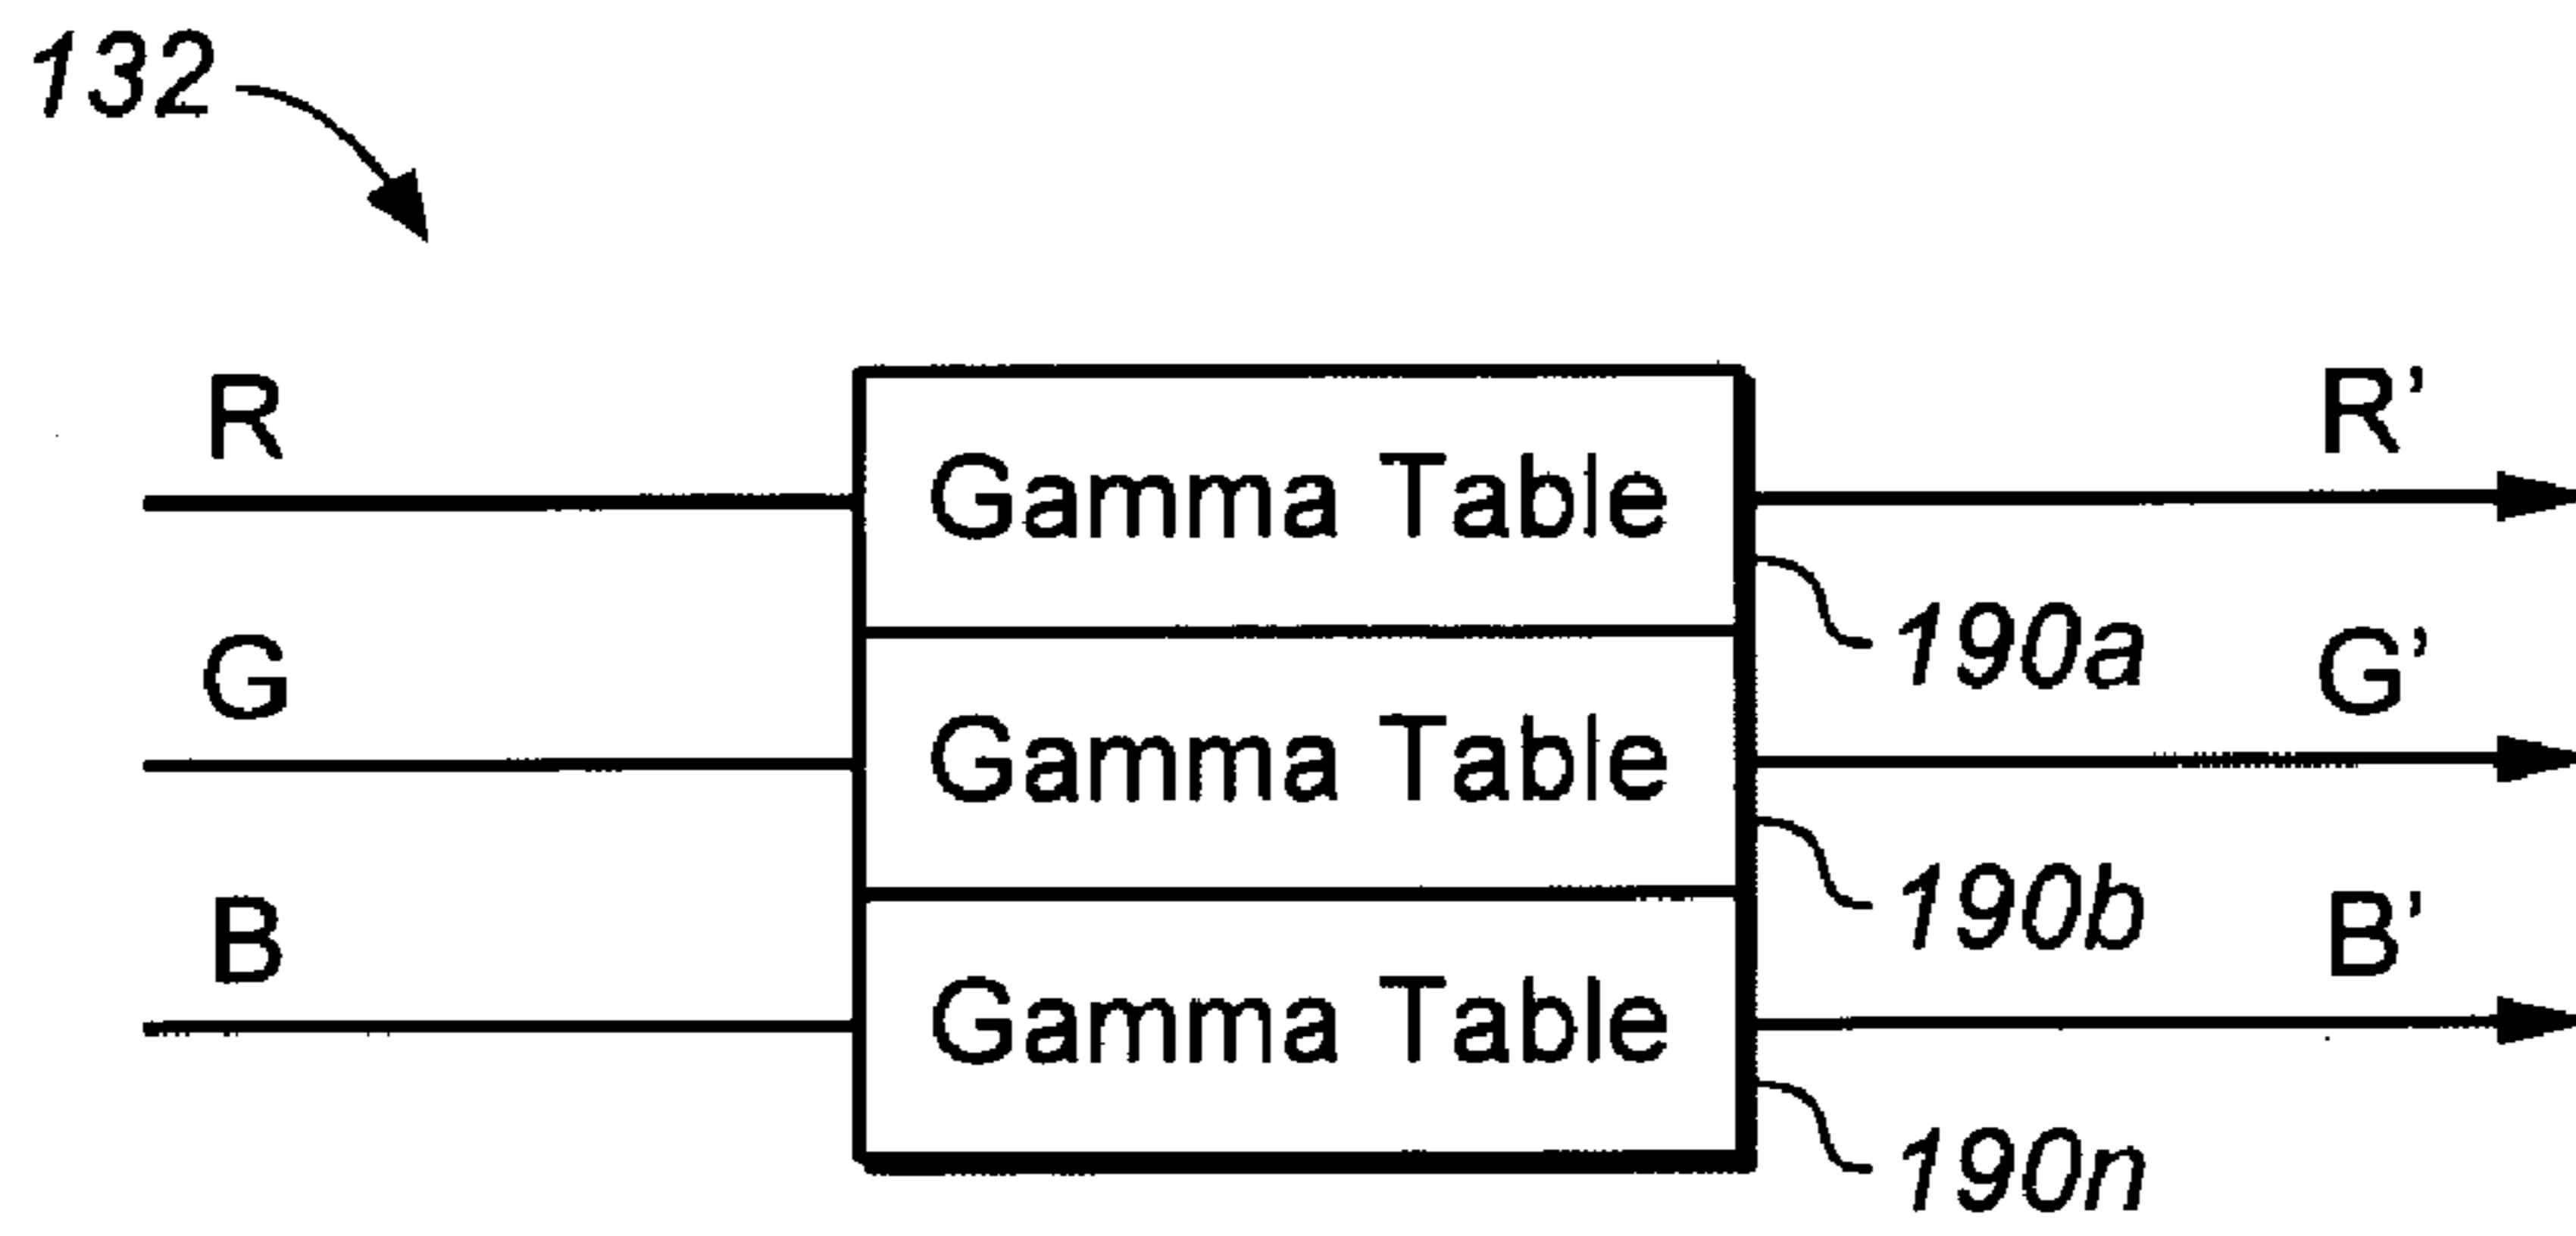 132
R
Gamma Table
R’
190a
G
Gamma Table
G’
190b
B
Gamma Table
B’
190n